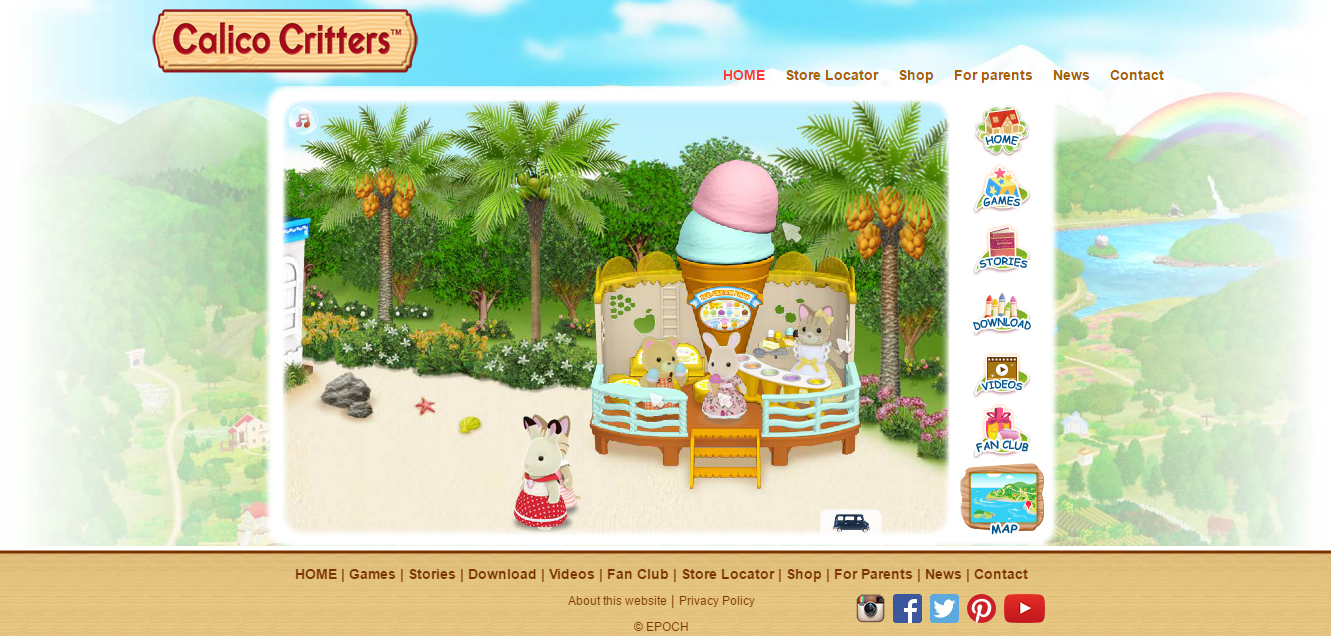 Calico Critters™
HOME Store Locator Shop For parents News Contact
HOME
GAMES
STORIES
DOWNLOAD
VIDEOS
FAN CLUB
MAP
HOME | Games | Stories | Download | Videos | Fan Club | Store Locator | Shop | For Parents | News | Contact
About this website | Privacy Policy
© EPOCH